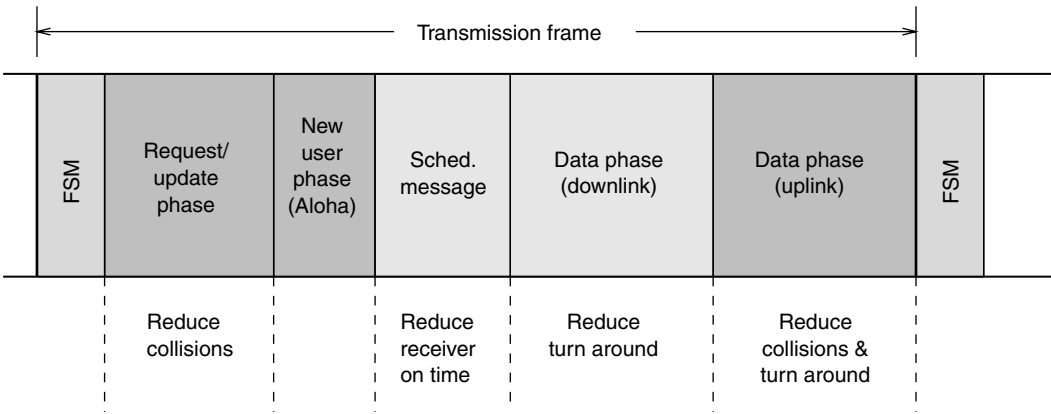 Transmission frame
FSM
Request/
update
phase
New
user
phase
(Aloha)
Sched.
message
Data phase
(downlink)
Data phase
(uplink)
FSM
Reduce
collisions
Reduce
receiver
on time
Reduce
turn around
Reduce
collisions &
turn around